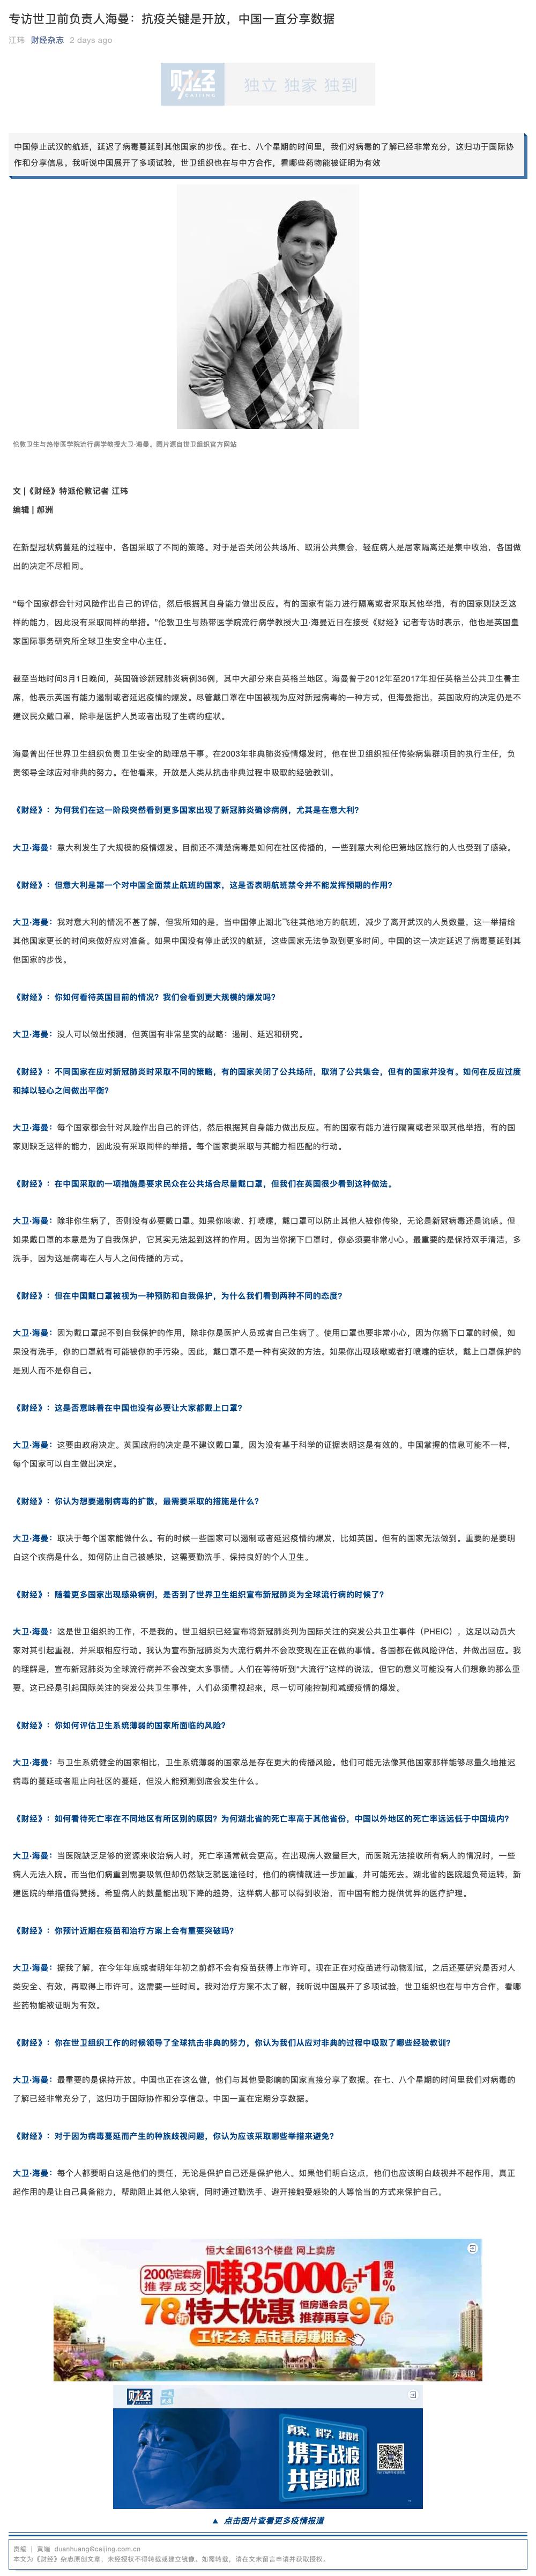 专访世卫前负责人海曼：抗疫关键是开放，中国一直分享数据
江玮 财经杂志 2 days ago
财经 CAIJING 独立 独家 独到
中国停止武汉的航班，延迟了病毒蔓延到其他国家的步伐。在七、八个星期的时间里，我们对病毒的了解已经非常充分，这归功于国际协
作和分享信息。我听说中国展开了多项试验，世卫组织也在与中方合作，看哪些药物能被证明为有效
伦敦卫生与热带医学院流行病学教授大卫·海曼。图片源自世卫组织官方网站
文 |《财经》特派伦敦记者 江玮
编辑 | 郝洲
在新型冠状病蔓延的过程中，各国采取了不同的策略。对于是否关闭公共场所、取消公共集会，轻症病人是居家隔离还是集中收治，各国做
出的决定不尽相同。
“每个国家都会针对风险作出自己的评估，然后根据其自身能力做出反应。有的国家有能力进行隔离或者采取其他举措，有的国家则缺乏这
样的能力，因此没有采取同样的举措。”伦敦卫生与热带医学院流行病学教授大卫·海曼近日在接受《财经》记者专访时表示，他也是英国皇
家国际事务研究所全球卫生安全中心主任。
截至当地时间3月1日晚间，英国确诊新冠肺炎病例36例，其中大部分来自英格兰地区。海曼曾于2012年至2017年担任英格兰公共卫生署主
席，他表示英国有能力遏制或者延迟疫情的爆发。尽管戴口罩在中国被视为应对新冠病毒的一种方式，但海曼指出，英国政府的决定仍是不
建议民众戴口罩，除非是医护人员或者出现了生病的症状。
海曼曾出任世界卫生组织负责卫生安全的助理总干事。在2003年非典肺炎疫情爆发时，他在世卫组织担任传染病集群项目的执行主任，负
责领导全球应对非典的努力。在他看来，开放是人类从抗击非典过程中吸取的经验教训。
《财经》：为何我们在这一阶段突然看到更多国家出现了新冠肺炎确诊病例，尤其是在意大利？
大卫·海曼：意大利发生了大规模的疫情爆发。目前还不清楚病毒是如何在社区传播的，一些到意大利伦巴第地区旅行的人也受到了感染。
《财经》：但意大利是第一个对中国全面禁止航班的国家，这是否表明航班禁令并不能发挥预期的作用？
大卫·海曼：我对意大利的情况不甚了解，但我所知的是，当中国停止湖北飞往其他地方的航班，减少了离开武汉的人员数量，这一举措给
其他国家更长的时间来做好应对准备。如果中国没有停止武汉的航班，这些国家无法争取到更多时间。中国的这一决定延迟了病毒蔓延到其
他国家的步伐。
《财经》：你如何看待英国目前的情况？我们会看到更大规模的爆发吗？
大卫·海曼：没人可以做出预测，但英国有非常坚实的战略：遏制、延迟和研究。
《财经》：不同国家在应对新冠肺炎时采取不同的策略，有的国家关闭了公共场所，取消了公共集会，但有的国家并没有。如何在反应过度
和掉以轻心之间做出平衡？
大卫·海曼：每个国家都会针对风险作出自己的评估，然后根据其自身能力做出反应。有的国家有能力进行隔离或者采取其他举措，有的国
家则缺乏这样的能力，因此没有采取同样的举措。每个国家要采取与其能力相匹配的行动。
《财经》：在中国采取的一项措施是要求民众在公共场合尽量戴口罩，但我们在英国很少看到这种做法。
大卫·海曼：除非你生病了，否则没有必要戴口罩。如果你咳嗽、打喷嚏，戴口罩可以防止其他人被你传染，无论是新冠病毒还是流感。但
如果戴口罩的本意是为了自我保护，它其实无法起到这样的作用。因为当你摘下口罩时，你必须要非常小心。最重要的是保持双手清洁，多
洗手，因为这是病毒在人与人之间传播的方式。
《财经》：但在中国戴口罩被视为一种预防和自我保护，为什么我们看到两种不同的态度？
大卫·海曼：因为戴口罩起不到自我保护的作用，除非你是医护人员或者自己生病了。使用口罩也要非常小心，因为你摘下口罩的时候，如
果没有洗手，你的口罩就有可能被你的手污染。因此，戴口罩不是一种有实效的方法。如果你出现咳嗽或者打喷嚏的症状，戴上口罩保护的
是别人而不是你自己。
《财经》：这是否意味着在中国也没有必要让大家都戴上口罩？
大卫·海曼：这要由政府决定。英国政府的决定是不建议戴口罩，因为没有基于科学的证据表明这是有效的。中国掌握的信息可能不一样，
每个国家可以自主做出决定。
《财经》：你认为想要遏制病毒的扩散，最需要采取的措施是什么？
大卫·海曼：取决于每个国家能做什么。有的时候一些国家可以遏制或者延迟疫情的爆发，比如英国。但有的国家无法做到。重要的是要明
白这个疾病是什么，如何防止自己被感染，这需要勤洗手、保持良好的个人卫生。
《财经》：随着更多国家出现感染病例，是否到了世界卫生组织宣布新冠肺炎为全球流行病的时候了？
大卫·海曼：这是世卫组织的工作，不是我的。世卫组织已经宣布将新冠肺炎列为国际关注的突发公共卫生事件（PHEIC），这足以动员大
家对其引起重视，并采取相应行动。我认为宣布新冠肺炎为大流行病并不会改变现在正在做的事情。各国都在做风险评估，并做出回应。我
的理解是，宣布新冠肺炎为全球流行病并不会改变太多事情。人们在等待听到“大流行”这样的说法，但它的意义可能没有人们想象的那么重
要。这已经是引起国际关注的突发公共卫生事件，人们必须重视起来，尽一切可能控制和减缓疫情的爆发。
《财经》：你如何评估卫生系统薄弱的国家所面临的风险？
大卫·海曼：与卫生系统健全的国家相比，卫生系统薄弱的国家总是存在更大的传播风险。他们可能无法像其他国家那样能够尽量久地推迟
病毒的蔓延或者阻止向社区的蔓延，但没人能预测到底会发生什么。
《财经》：如何看待死亡率在不同地区有所区别的原因？为何湖北省的死亡率高于其他省份，中国以外地区的死亡率远远低于中国境内？
大卫·海曼：当医院缺乏足够的资源来收治病人时，死亡率通常就会更高。在出现病人数量巨大，而医院无法接收所有病人的情况时，一些
病人无法入院。而当他们病重到需要吸氧但却仍然缺乏就医途径时，他们的病情就进一步加重，并可能死去。湖北省的医院超负荷运转，新
建医院的举措值得赞扬。希望病人的数量能出现下降的趋势，这样病人都可以得到收治，而中国有能力提供优异的医疗护理。
《财经》：你预计近期在疫苗和治疗方案上会有重要突破吗？
大卫·海曼：据我了解，在今年年底或者明年年初之前都不会有疫苗获得上市许可。现在正在对疫苗进行动物测试，之后还要研究是否对人
类安全、有效，再取得上市许可。这需要一些时间。我对治疗方案不太了解，我听说中国展开了多项试验，世卫组织也在与中方合作，看哪
些药物能被证明为有效。
《财经》：你在世卫组织工作的时候领导了全球抗击非典的努力，你认为我们从应对非典的过程中吸取了哪些经验教训？
大卫·海曼：最重要的是保持开放。中国也正在这么做，他们与其他受影响的国家直接分享了数据。在七、八个星期的时间里我们对病毒的
了解已经非常充分了，这归功于国际协作和分享信息。中国一直在定期分享数据。
《财经》：对于因为病毒蔓延而产生的种族歧视问题，你认为应该采取哪些举措来避免？
大卫·海曼：每个人都要明白这是他们的责任，无论是保护自己还是保护他人。如果他们明白这点，他们也应该明白歧视并不起作用，真正
起作用的是让自己具备能力，帮助阻止其他人染病，同时通过勤洗手、避开接触受感染的人等恰当的方式来保护自己。
恒大全国613个楼盘 网上卖房
2000定套房 推荐成交 赚35000元+1%佣金
78折特大优惠 恒房通会员推荐再享97折
工作之余 点击看房赚佣金
示意图
财经
真实、科学、建设性
携手战疫
共度时艰
▲ 点击图片查看更多疫情报道
责编 | 黄端 duanhuang@caijing.com.cn
本文为《财经》杂志原创文章，未经授权不得转载或建立镜像。如需转载，请在文末留言申请并获取授权。